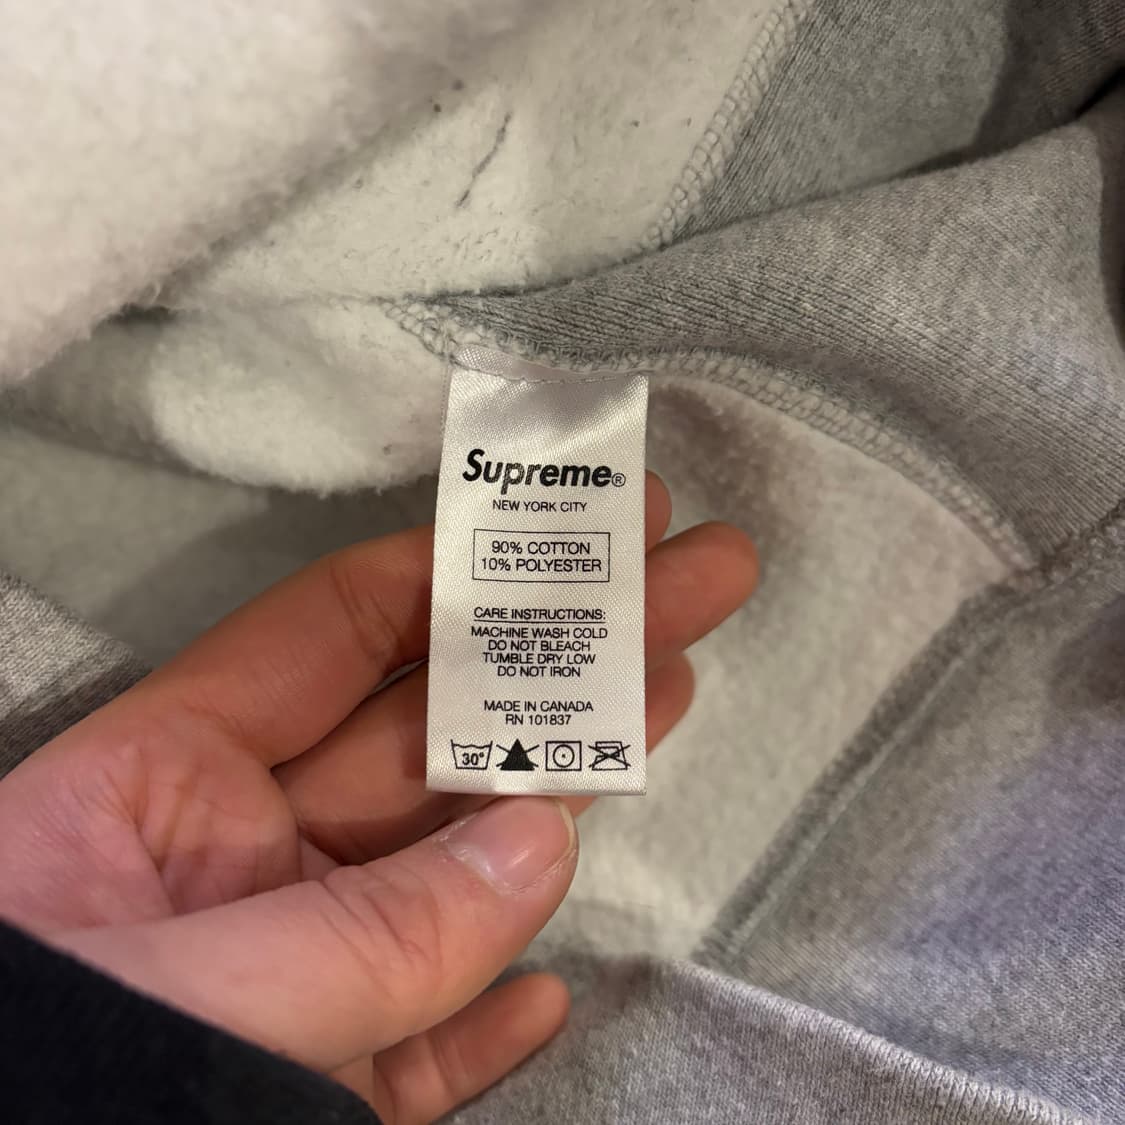 Supreme®
NEW YORK CITY
90% COTTON
10% POLYESTER
CARE INSTRUCTIONS:
MACHINE WASH COLD
DO NOT BLEACH
TUMBLE DRY LOW
DO NOT IRON
MADE IN CANADA
RN 101837
30°